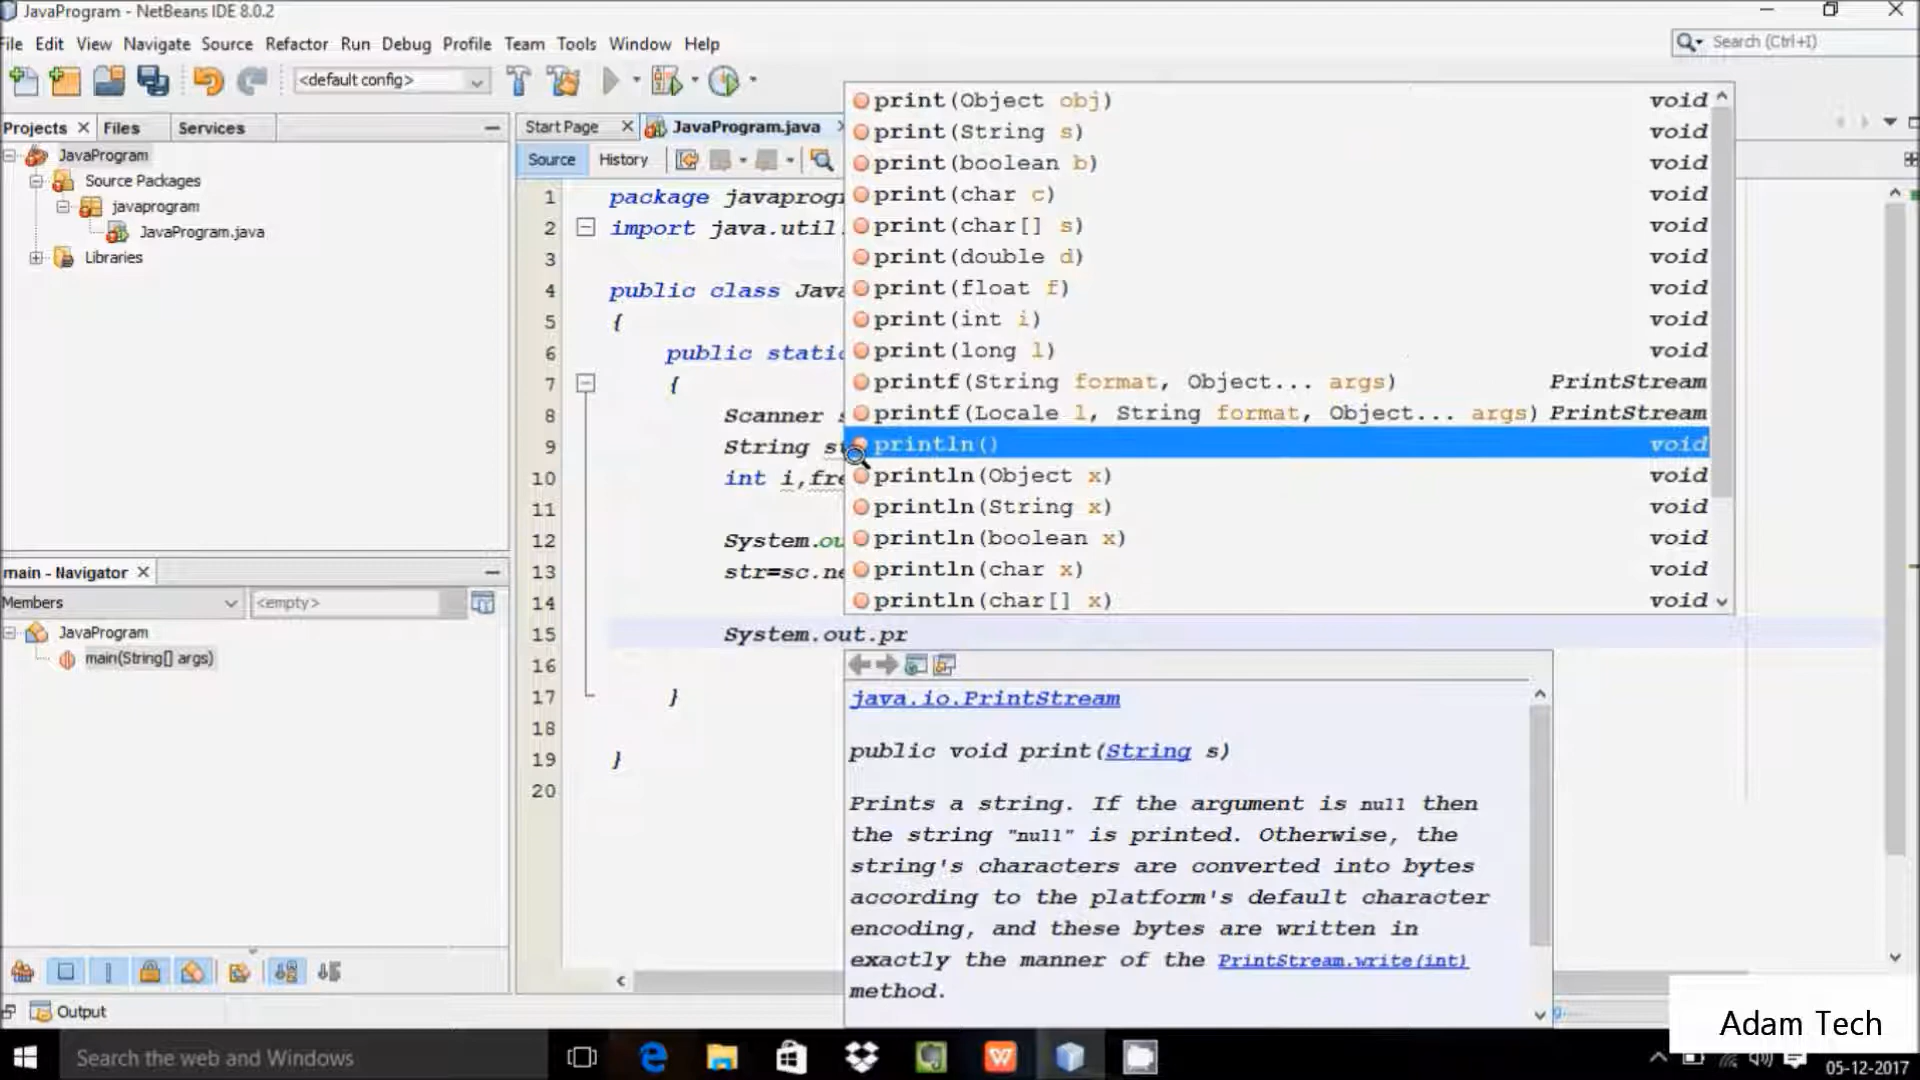 JavaProgram - NetBeans IDE 8.0.2
File Edit View Navigate Source Refactor Run Debug Profile Team Tools Window Help
Search (Ctrl+I)
<default config>
Projects Files Services
JavaProgram
Source Packages
javaprogram
JavaProgram.java
Libraries
Start Page JavaProgram.java
Source History
1 package javaprogr
2 import java.util.
3
4 public class Java
5 {
6 public static
7 {
8 Scanner s
9 String st
10 int i,fre
11
12 System.ou
13 str=sc.ne
14
15 System.out.pr
16
17 }
18
19 }
20
print(Object obj) void
print(String s) void
print(boolean b) void
print(char c) void
print(char[] s) void
print(double d) void
print(float f) void
print(int i) void
print(long l) void
printf(String format, Object... args) PrintStream
printf(Locale l, String format, Object... args) PrintStream
println() void
println(Object x) void
println(String x) void
println(boolean x) void
println(char x) void
println(char[] x) void
java.io.PrintStream
public void print(String s)
Prints a string. If the argument is null then
the string "null" is printed. Otherwise, the
string's characters are converted into bytes
according to the platform's default character
encoding, and these bytes are written in
exactly the manner of the PrintStream.write(int)
method.
main - Navigator
Members <empty>
JavaProgram
main(String[] args)
Output
Adam Tech
Search the web and Windows
05-12-2017